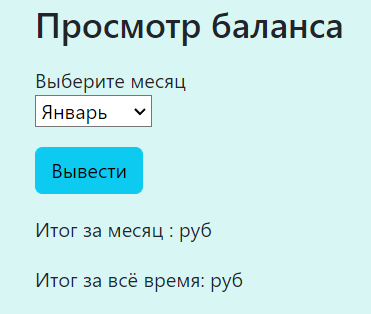 Просмотр баланса
Выберите месяц
Январь
Вывести
Итог за месяц : руб
Итог за всё время: руб